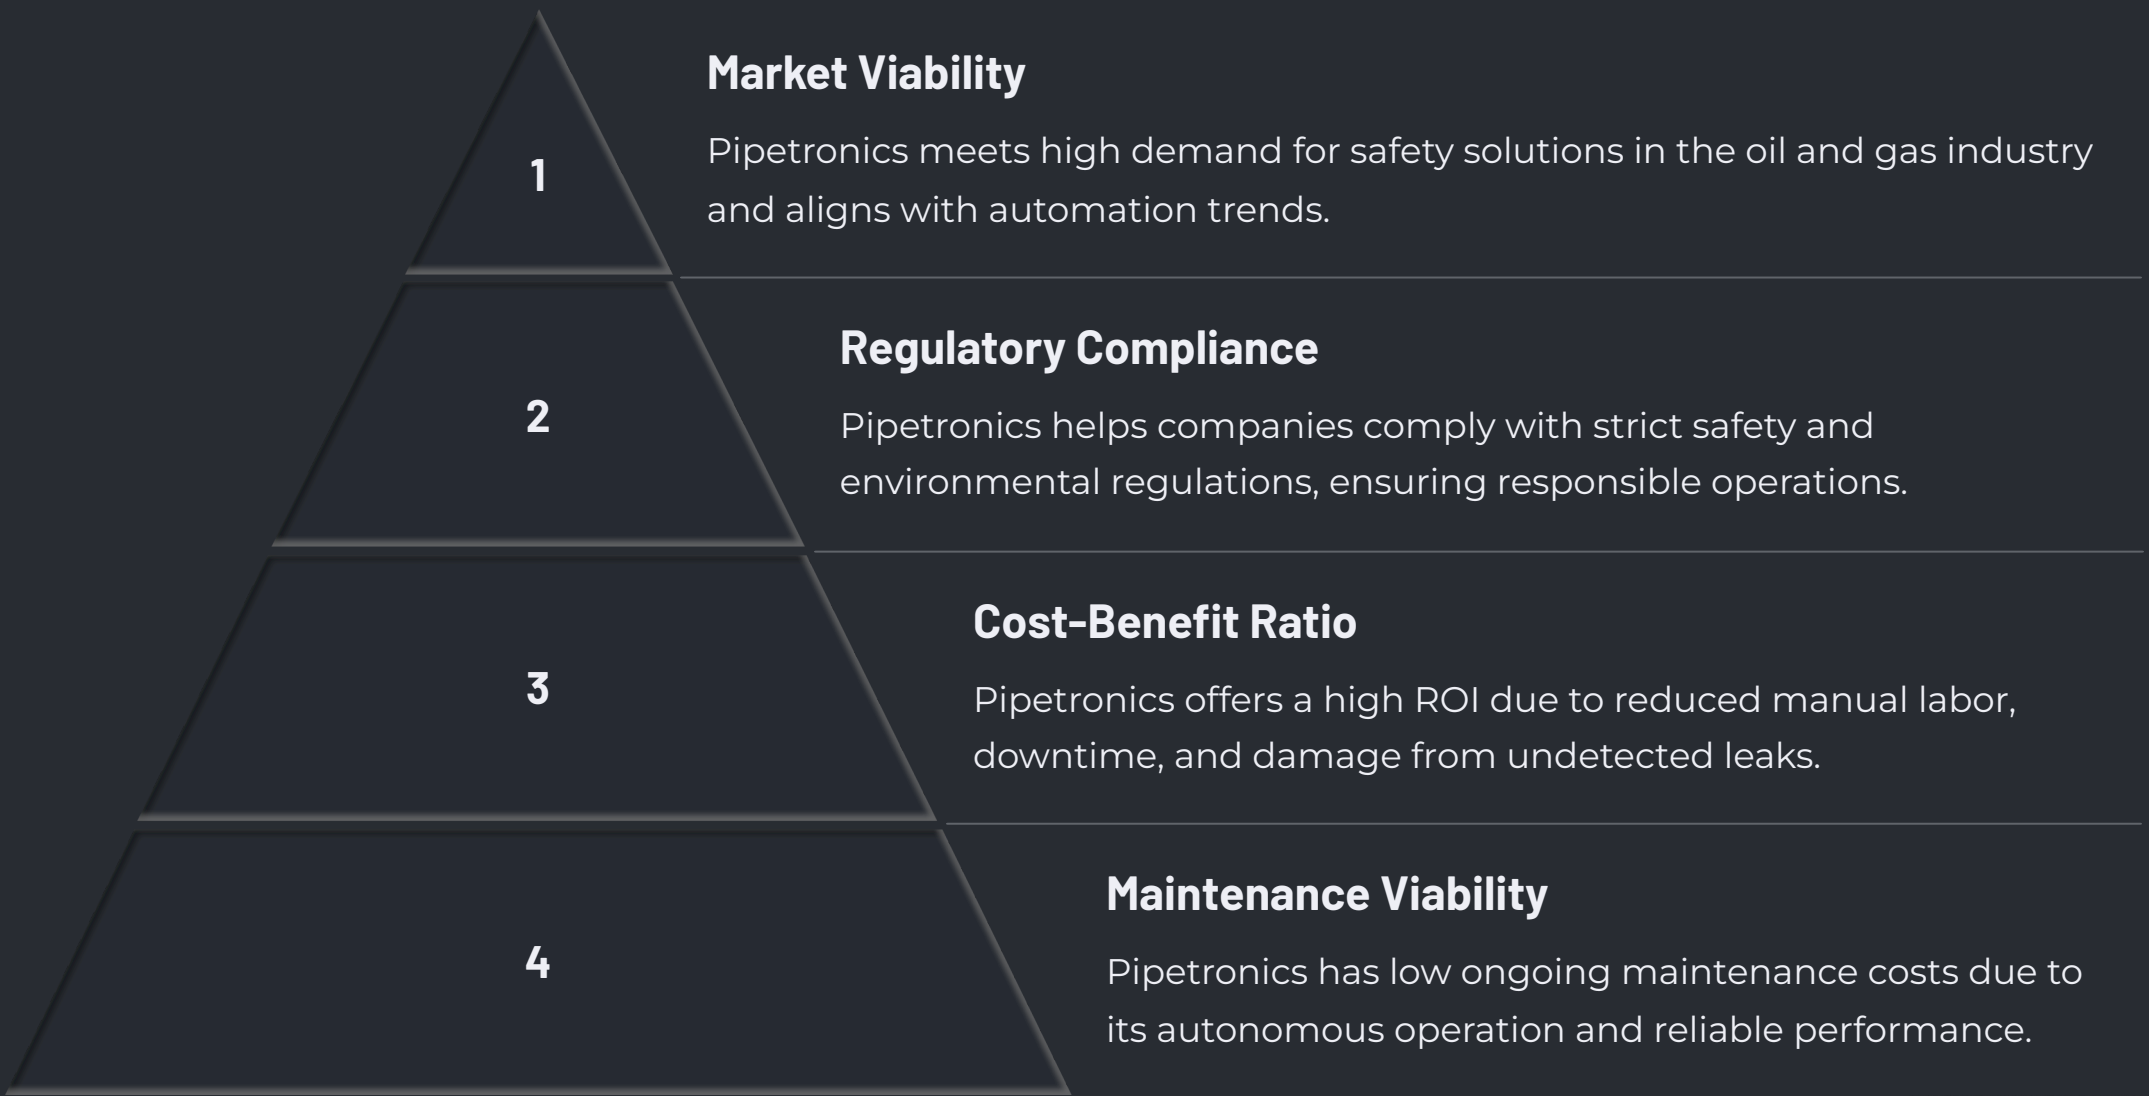 1
Market Viability
Pipetronics meets high demand for safety solutions in the oil and gas industry
and aligns with automation trends.
2
Regulatory Compliance
Pipetronics helps companies comply with strict safety and
environmental regulations, ensuring responsible operations.
3
Cost-Benefit Ratio
Pipetronics offers a high ROI due to reduced manual labor,
downtime, and damage from undetected leaks.
4
Maintenance Viability
Pipetronics has low ongoing maintenance costs due to
its autonomous operation and reliable performance.